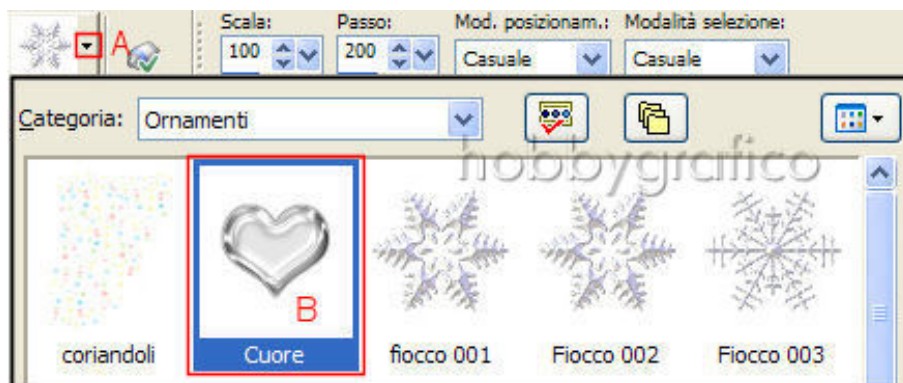 Scala: Passo: Mod. posizionam.: Modalità selezione:
A 100 200 Casuale Casuale
Categoria: Ornamenti
hobbygrafico
B
coriandoli Cuore fiocco 001 Fiocco 002 Fiocco 003